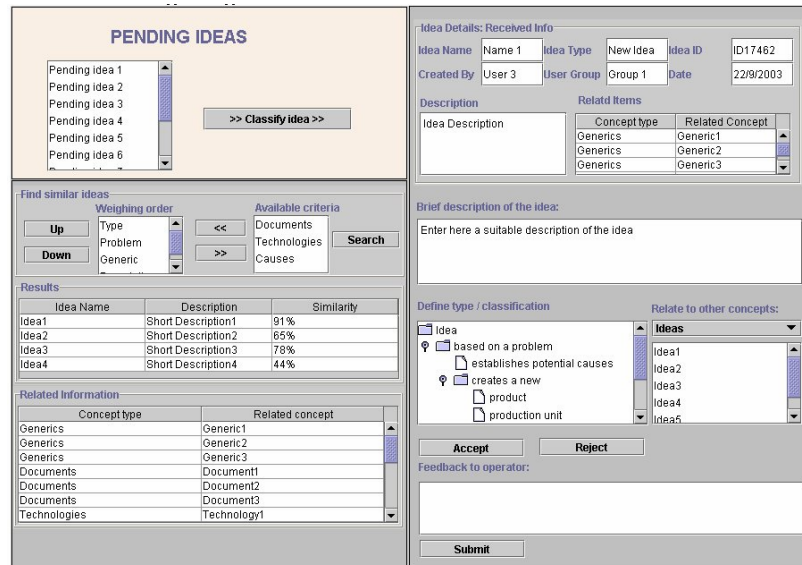 PENDING IDEAS
Pending idea 1
Pending idea 2
Pending idea 3
Pending idea 4
Pending idea 5
Pending idea 6
>> Classify idea >>
Find similar ideas
Weighing order
Available criteria
Up
Down
Type
Problem
Generic
<<
>>
Documents
Technologies
Causes
Search
Results
Idea Name Description Similarity
Idea1 Short Description1 91%
Idea2 Short Description2 65%
Idea3 Short Description3 78%
Idea4 Short Description4 44%
Related Information
Concept type Related concept
Generics Generic1
Generics Generic2
Generics Generic3
Documents Document1
Documents Document2
Documents Document3
Technologies Technology1
Idea Details: Received Info
Idea Name Name 1 Idea Type New Idea Idea ID ID17462
Created By User 3 User Group Group 1 Date 22/9/2003
Description
Idea Description
Relatd Items
Concept type Related Concept
Generics Generic1
Generics Generic2
Generics Generic3
Brief description of the idea:
Enter here a suitable description of the idea
Define type / classification
Idea
based on a problem
establishes potential causes
creates a new
product
production unit
Relate to other concepts:
Ideas
Idea1
Idea2
Idea3
Idea4
Idea5
Accept Reject
Feedback to operator:
Submit